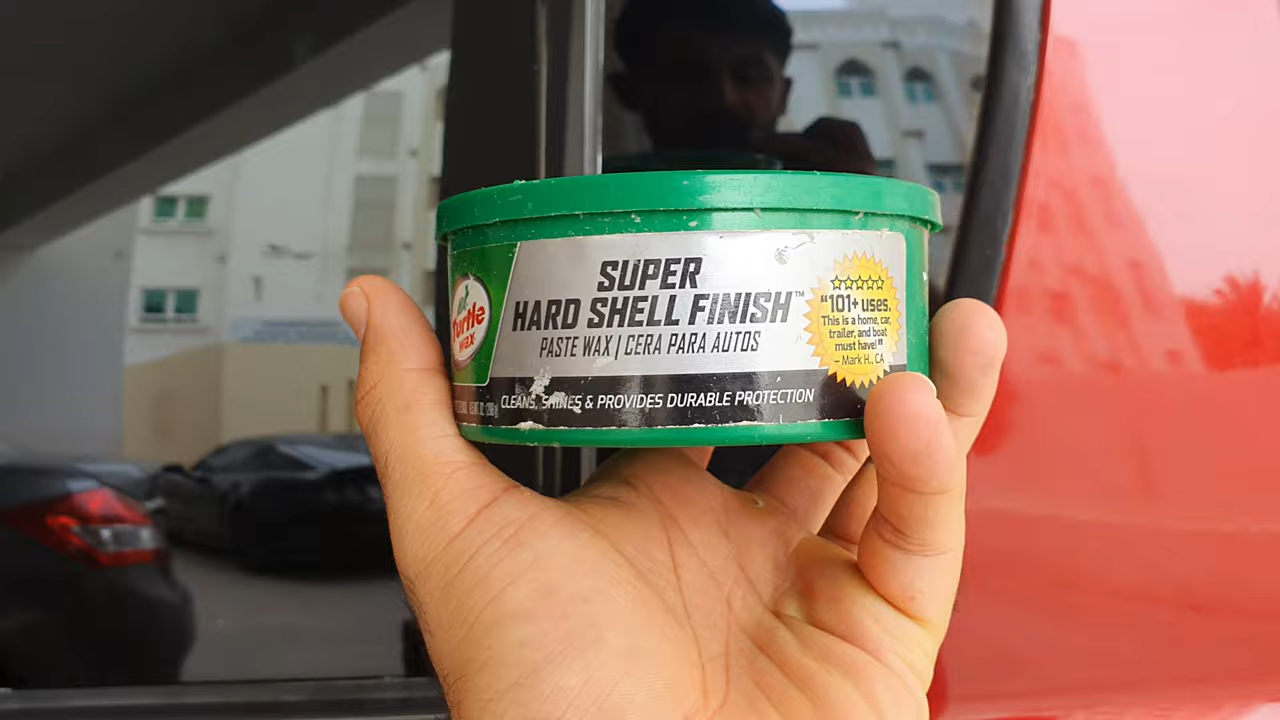 SUPER
HARD SHELL FINISH™
PASTE WAX | CERA PARA AUTOS
CLEANS, SHINES & PROVIDES DURABLE PROTECTION
Turtle
wax
“101+ uses.
This is a home, car,
trailer, and boat
must have!”
– Mark H., CA